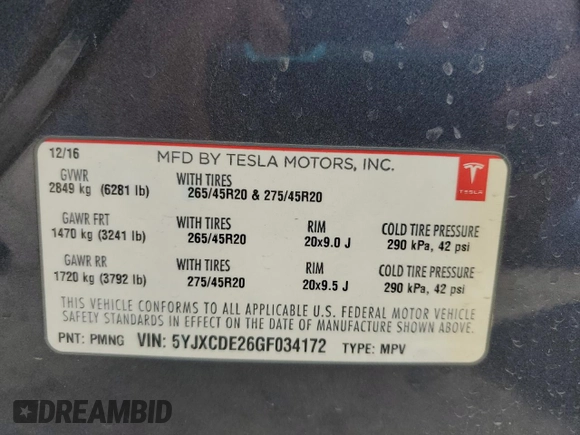 12/16 MFD BY TESLA MOTORS, INC.
TESLA
GVWR WITH TIRES
2849 kg (6281 lb) 265/45R20 & 275/45R20
GAWR FRT WITH TIRES RIM COLD TIRE PRESSURE
1470 kg (3241 lb) 265/45R20 20x9.0 J 290 kPa, 42 psi
GAWR RR WITH TIRES RIM COLD TIRE PRESSURE
1720 kg (3792 lb) 275/45R20 20x9.5 J 290 kPa, 42 psi
THIS VEHICLE CONFORMS TO ALL APPLICABLE U.S. FEDERAL MOTOR VEHICLE
SAFETY STANDARDS IN EFFECT ON THE DATE OF MANUFACTURE SHOWN ABOVE.
PNT: PMNG VIN: 5YJXCDE26GF034172 TYPE: MPV
DREAMBID